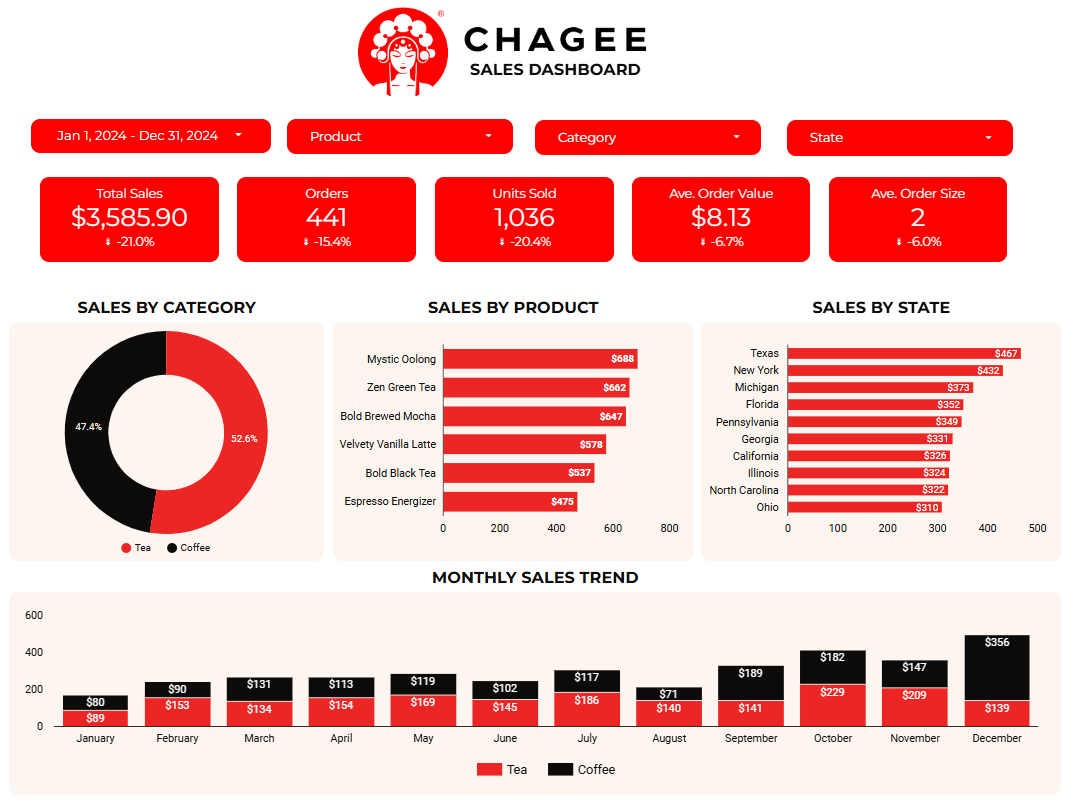 ®
CHAGEE
SALES DASHBOARD
Jan 1, 2024 - Dec 31, 2024
Product
Category
State
Total Sales
$3,585.90
-21.0%
Orders
441
-15.4%
Units Sold
1,036
-20.4%
Ave. Order Value
$8.13
-6.7%
Ave. Order Size
2
-6.0%
SALES BY CATEGORY
47.4%
52.6%
Tea
Coffee
SALES BY PRODUCT
Mystic Oolong $688
Zen Green Tea $662
Bold Brewed Mocha $647
Velvety Vanilla Latte $578
Bold Black Tea $537
Espresso Energizer $475
0 200 400 600 800
SALES BY STATE
Texas $467
New York $432
Michigan $373
Florida $352
Pennsylvania $349
Georgia $331
California $326
Illinois $324
North Carolina $322
Ohio $310
0 100 200 300 400 500
MONTHLY SALES TREND
600
400
200
0
$80 $90 $131 $113 $119 $102 $117 $71 $189 $182 $147 $356
$89 $153 $134 $154 $169 $145 $186 $140 $141 $229 $209 $139
January February March April May June July August September October November December
Tea Coffee